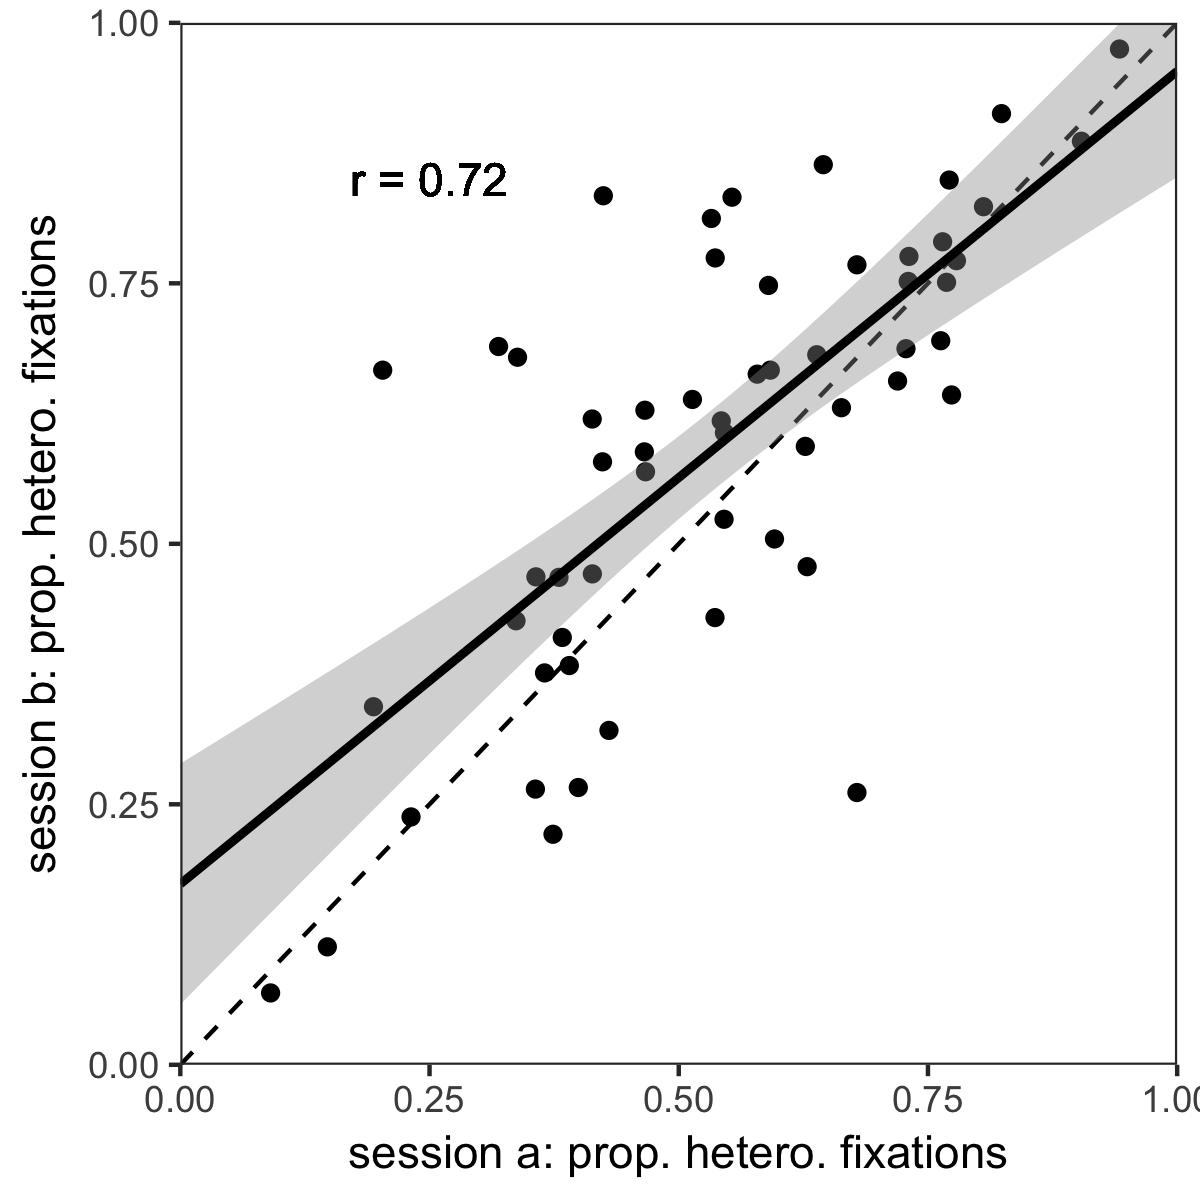 1.00
r = 0.72
0.75
session b: prop. hetero. fixations
0.50
0.25
0.00
0.00 0.25 0.50 0.75 1.00
session a: prop. hetero. fixations